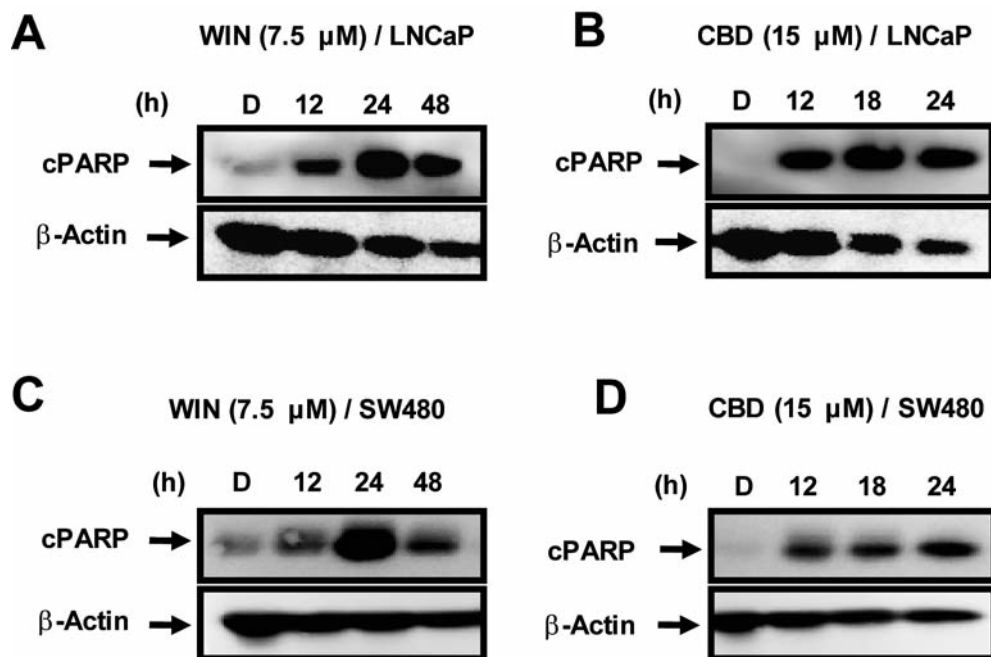 A
WIN (7.5 µM) / LNCaP
(h) D 12 24 48
cPARP
β-Actin
B
CBD (15 µM) / LNCaP
(h) D 12 18 24
cPARP
β-Actin
C
WIN (7.5 µM) / SW480
(h) D 12 24 48
cPARP
β-Actin
D
CBD (15 µM) / SW480
(h) D 12 18 24
cPARP
β-Actin